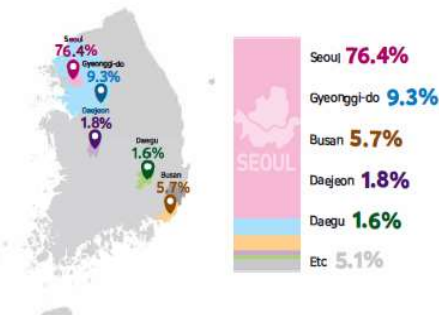 Seoul
76.4%
Gyeonggi-do
9.3%
Daejeon
1.8%
Daegu
1.6%
Busan
5.7%
SEOUL
Seoul 76.4%
Gyeonggi-do 9.3%
Busan 5.7%
Daejeon 1.8%
Daegu 1.6%
Etc 5.1%